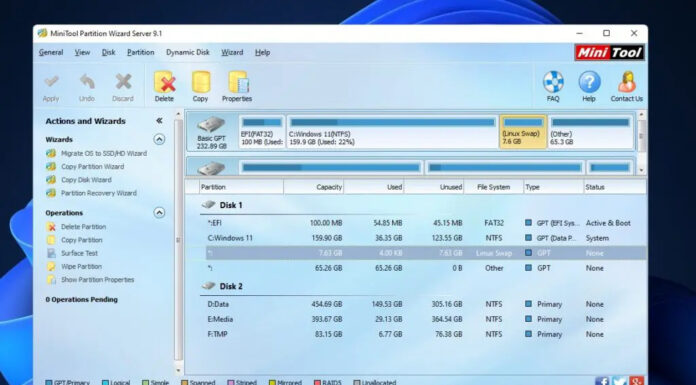 MiniTool Partition Wizard Server 9.1
General View Disk Partition Dynamic Disk Wizard Help
Mini Tool
Apply Undo Discard Delete Copy Properties FAQ Help Contact Us
Actions and Wizards
Wizards
Migrate OS to SSD/HD Wizard
Copy Partition Wizard
Copy Disk Wizard
Partition Recovery Wizard
Operations
Delete Partition
Copy Partition
Surface Test
Wipe Partition
Show Partition Properties
0 Operations Pending
Basic GPT
232.89 GB
EFI(FAT32)
100 MB (Used:
C:Windows 11(NTFS)
159.9 GB (Used: 22%)
(Linux Swap)
7.6 GB
(Other)
65.3 GB
Partition Capacity Used Unused File System Type Status
Disk 1
*:EFI 100.00 MB 54.85 MB 45.15 MB FAT32 GPT (EFI Sys... Active & Boot
C:Windows 11 159.90 GB 36.35 GB 123.55 GB NTFS GPT (Data P... System
*: 7.63 GB 4.00 KB 7.63 GB Linux Swap GPT None
*: 65.26 GB 65.26 GB 0 B Other GPT None
Disk 2
D:Data 454.69 GB 149.53 GB 305.16 GB NTFS Primary None
E:Media 393.67 GB 29.13 GB 364.54 GB NTFS Primary None
F:TMP 83.15 GB 6.77 GB 76.38 GB NTFS Primary None
GPT/Primary Logical Simple Spanned Striped Mirrored RAID5 Unallocated